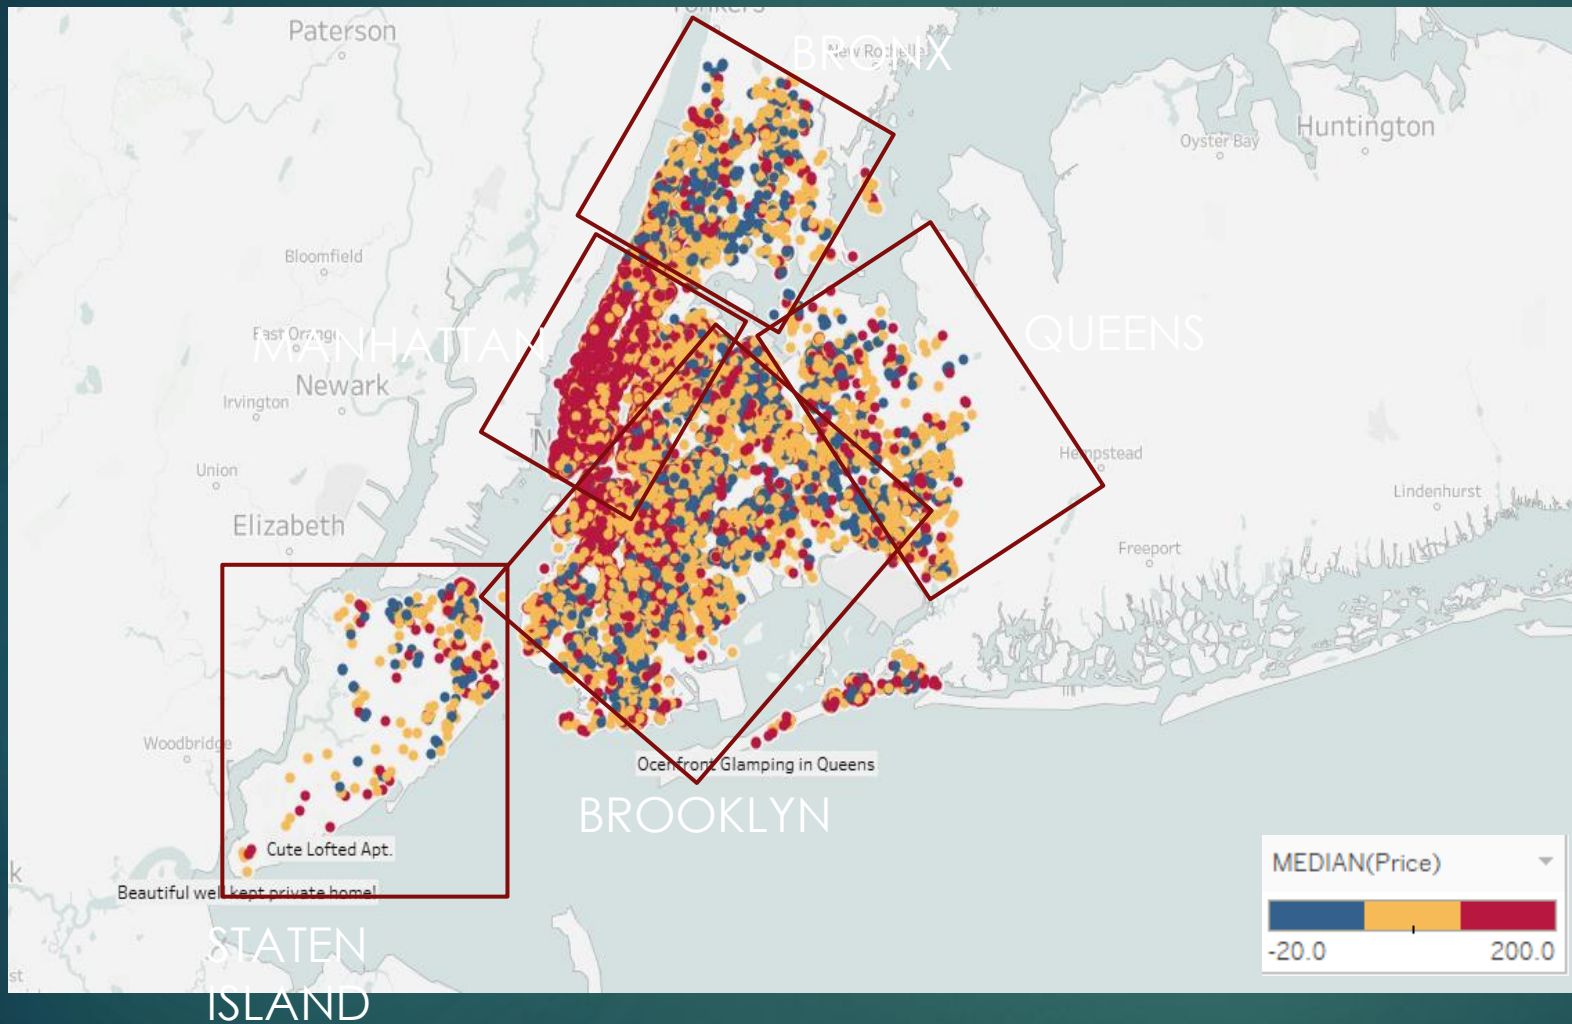 Paterson
BRONX
New Rochelle
Oyster Bay
Huntington
Bloomfield
East Orange
MANHATTAN
QUEENS
Newark
Irvington
N
Hempstead
Union
Lindenhurst
Elizabeth
Freeport
Woodbridge
Ocenfront Glamping in Queens
BROOKLYN
Cute Lofted Apt.
k
Beautiful well kept private home!
MEDIAN(Price)
-20.0 200.0
STATEN
ISLAND
st